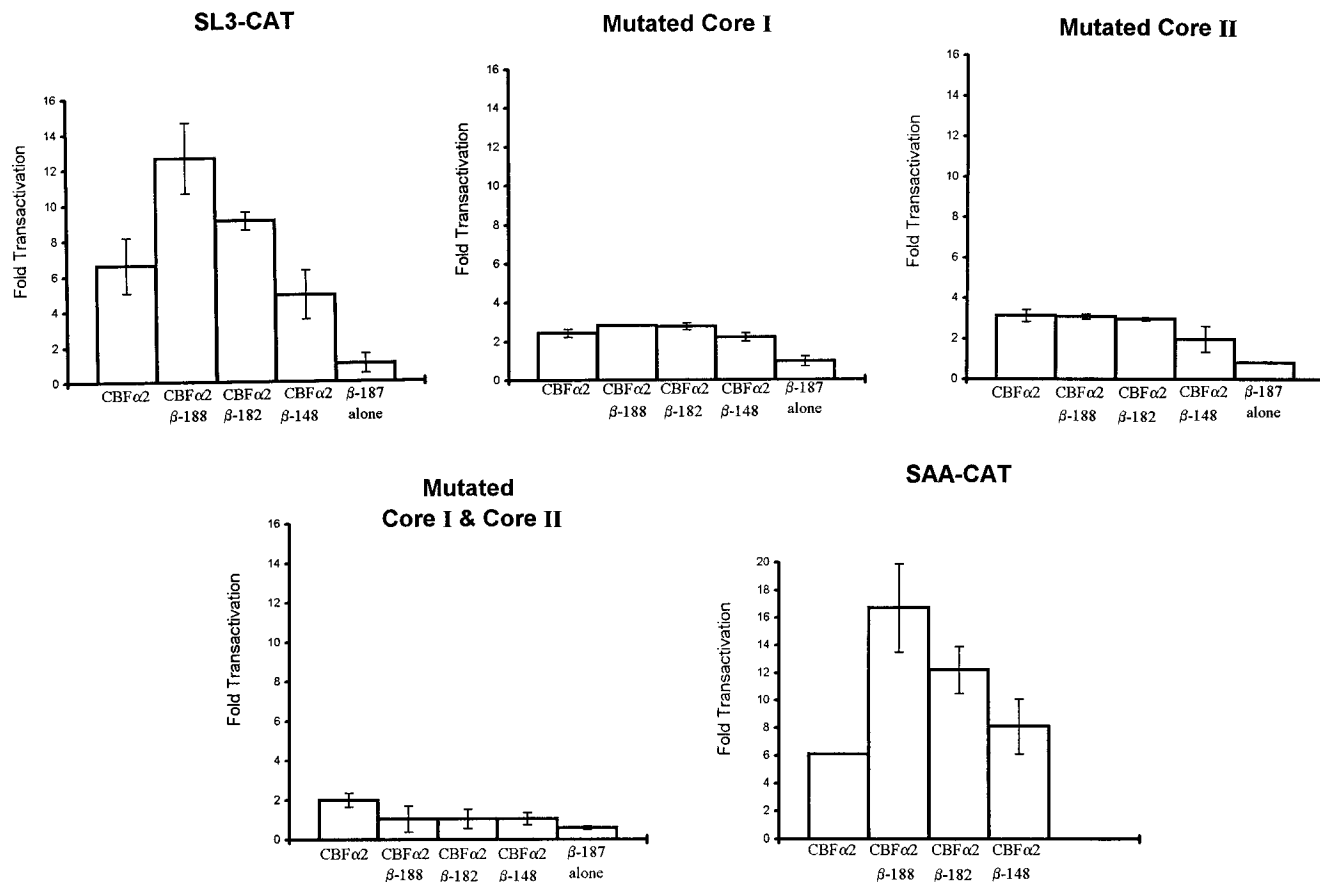 SL3-CAT
Fold Transactivation
16
14
12
10
8
6
4
2
0
CBFα2 CBFα2 CBFα2 CBFα2 β-187
β-188 β-182 β-148 alone
Mutated Core I
Fold Transactivation
16
14
12
10
8
6
4
2
0
CBFα2 CBFα2 CBFα2 CBFα2 β-187
β-188 β-182 β-148 alone
Mutated Core II
Fold Transactivation
16
14
12
10
8
6
4
2
0
CBFα2 CBFα2 CBFα2 CBFα2 β-187
β-188 β-182 β-148 alone
Mutated
Core I & Core II
Fold Transactivation
16
14
12
10
8
6
4
2
0
CBFα2 CBFα2 CBFα2 CBFα2 β-187
β-188 β-182 β-148 alone
SAA-CAT
Fold Transactivation
20
18
16
14
12
10
8
6
4
2
0
CBFα2 CBFα2 CBFα2 CBFα2
β-188 β-182 β-148